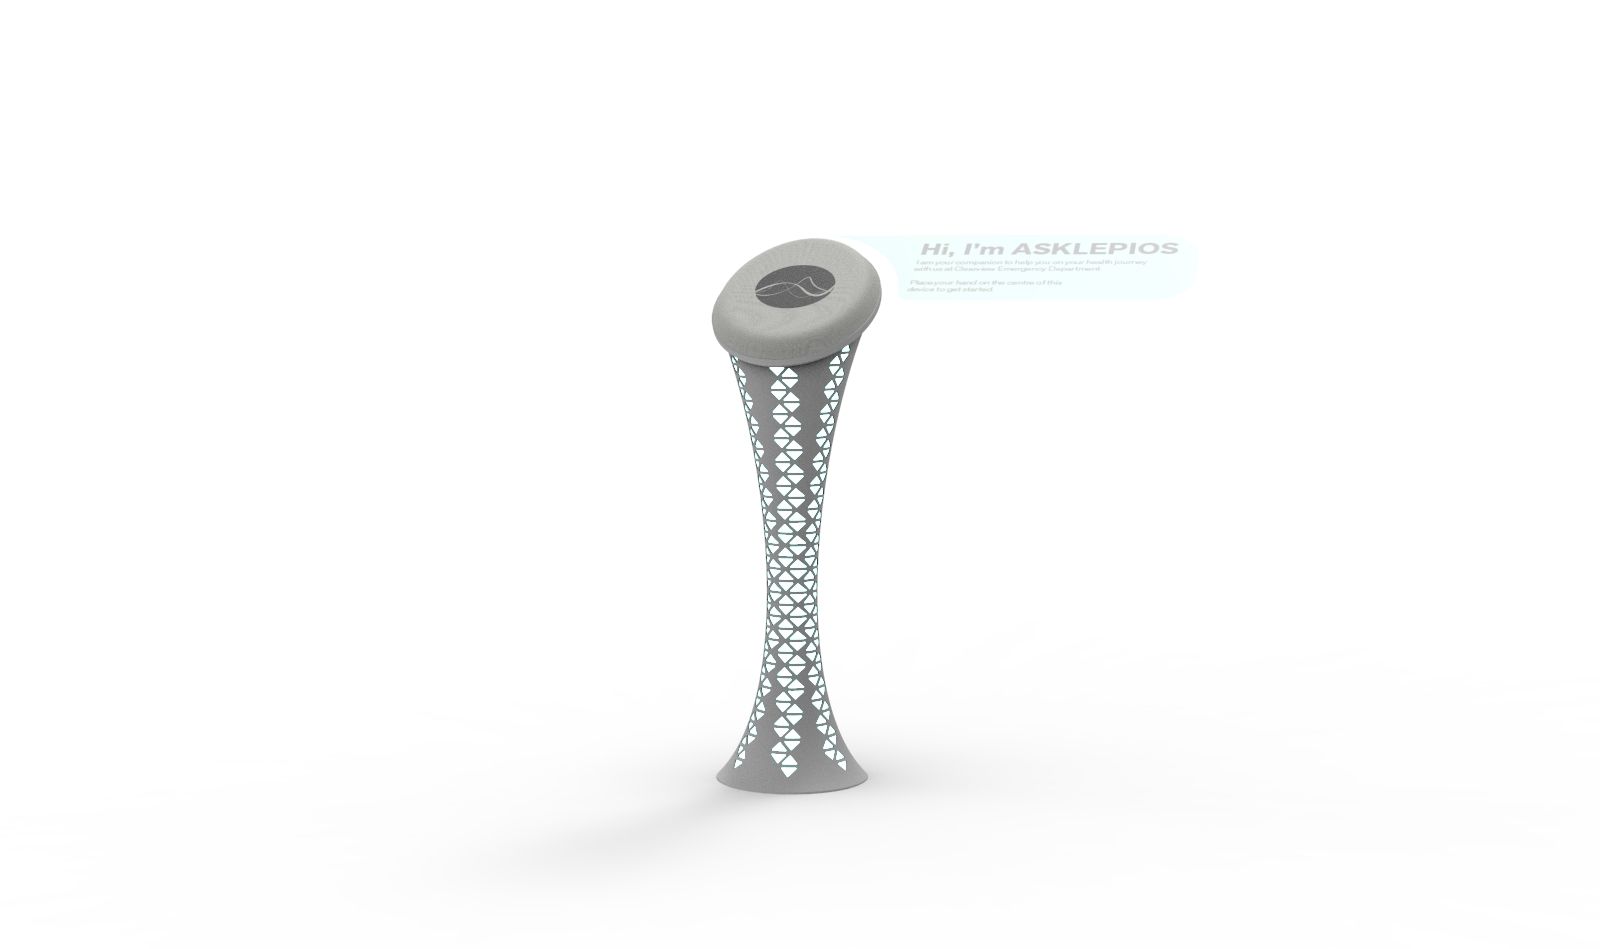 Hi, I'm ASKLEPIOS
I am your companion to help you on your health journey
with us at Clearview Emergency Department
Place your hand on the centre of this
device to get started